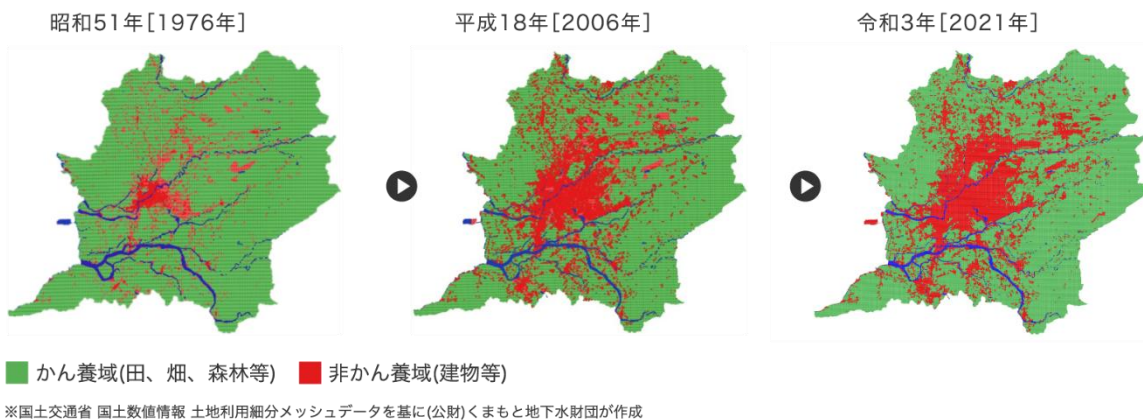 昭和51年[1976年]
平成18年[2006年]
令和3年[2021年]
かん養域(田、畑、森林等)
非かん養域(建物等)
※国土交通省 国土数値情報 土地利用細分メッシュデータを基に(公財)くまもと地下水財団が作成